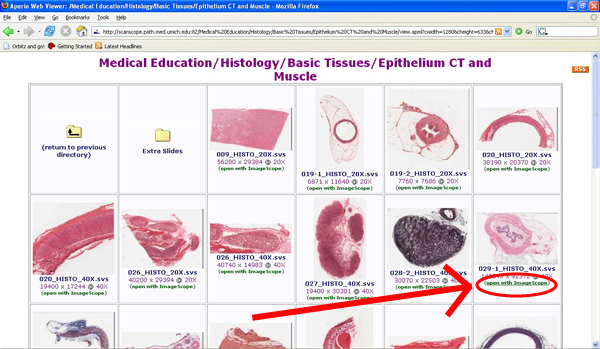 Aperio Web Viewer: /Medical Education/Histology/Basic Tissues/Epithelium CT and Muscle - Mozilla Firefox
File Edit View Go Bookmarks Tools Help
http://scanscope.path.med.umich.edu:82/Medical%20Education/Histology/Basic%20Tissues/Epithelium%20CT%20and%20Muscle/view.apml?cwidth=1280&cheight=633&
Go
Orbitz and go! Getting Started Latest Headlines
Medical Education/Histology/Basic Tissues/Epithelium CT and
Muscle
RSS
(return to previous
directory)
Extra Slides
009_HISTO_20X.svs
56280 x 29384 @ 20X
(open with ImageScope)
019-1_HISTO_20X.svs
6871 x 11640 @ 20X
(open with ImageScope)
019-2_HISTO_20X.svs
7760 x 7686 @ 20X
(open with ImageScope)
020_HISTO_20X.svs
38190 x 20370 @ 20X
(open with ImageScope)
020_HISTO_40X.svs
19400 x 17244 @ 40X
(open with ImageScope)
026_HISTO_20X.svs
40200 x 29394 @ 20X
(open with ImageScope)
026_HISTO_40X.svs
40740 x 14983 @ 40X
(open with ImageScope)
027_HISTO_40X.svs
19400 x 30301 @ 40X
(open with ImageScope)
028-2_HISTO_40X.svs
30070 x 22503 @ 40X
(open with ImageScope)
029-1_HISTO_40X.svs
x 92372 @ 40X
(open with ImageScope)